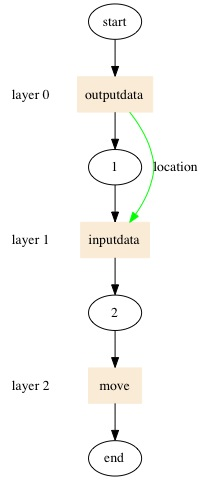 start
layer 0
outputdata
1
location
layer 1
inputdata
2
layer 2
move
end